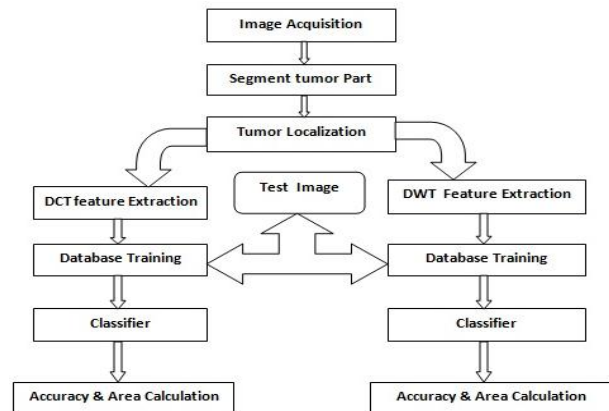 Image Acquisition
Segment tumor Part
Tumor Localization
Test Image
DCT feature Extraction
DWT Feature Extraction
Database Training
Database Training
Classifier
Classifier
Accuracy & Area Calculation
Accuracy & Area Calculation